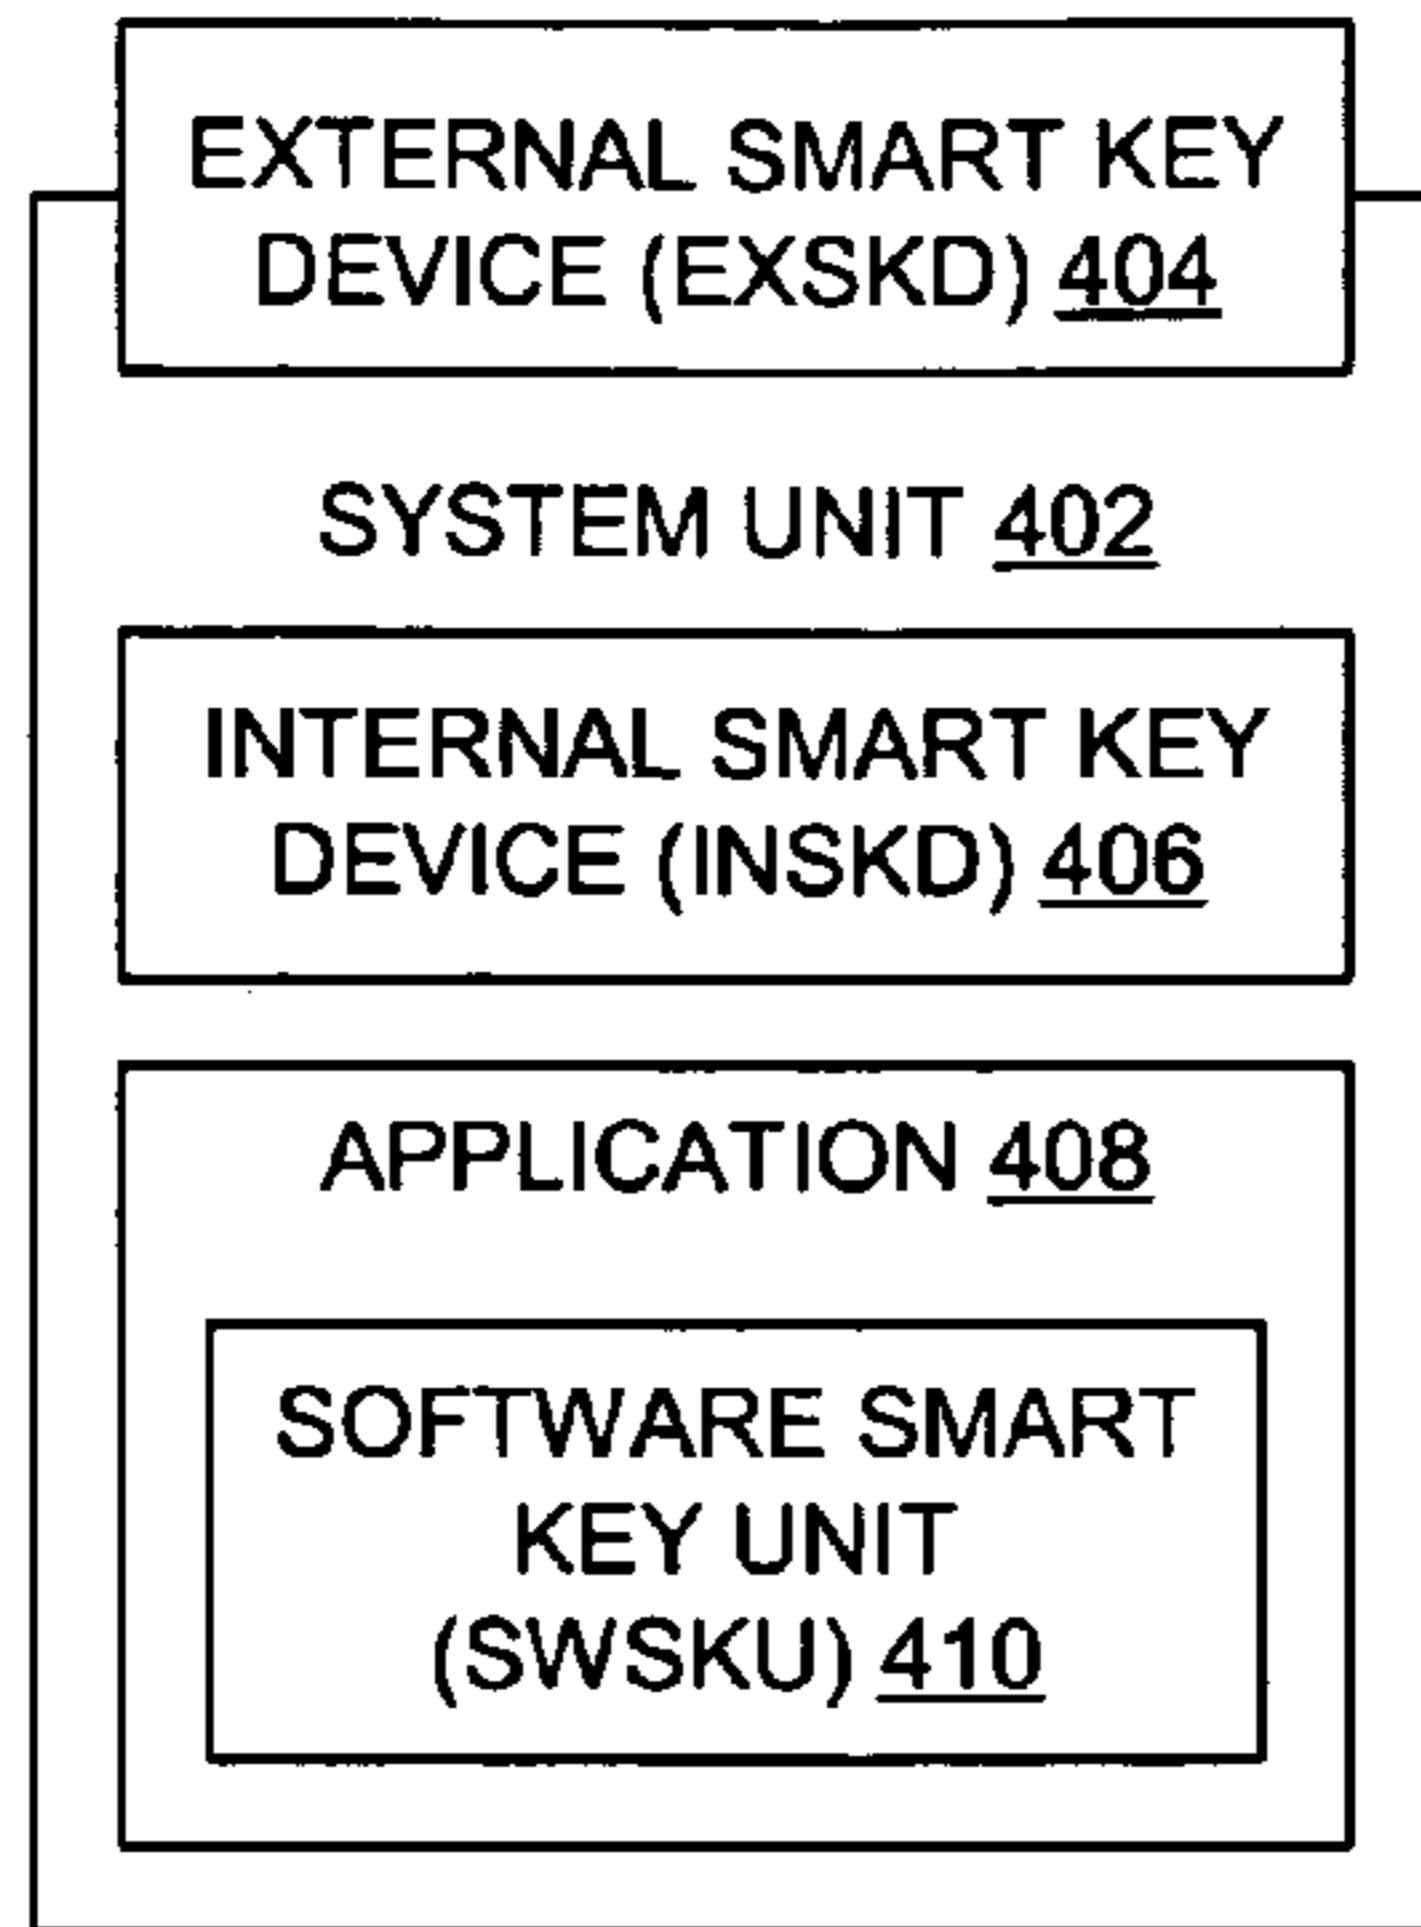 EXTERNAL SMART KEY
DEVICE (EXSKD) 404
SYSTEM UNIT 402
INTERNAL SMART KEY
DEVICE (INSKD) 406
APPLICATION 408
SOFTWARE SMART
KEY UNIT
(SWSKU) 410